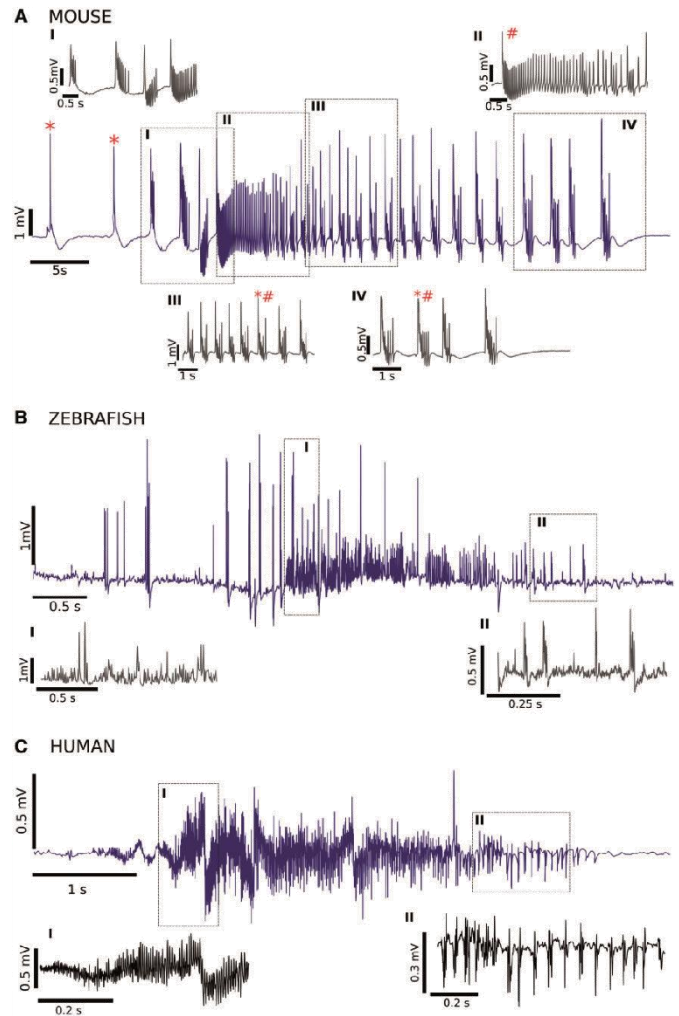 A MOUSE
I
0.5mV
0.5 s
II
#
0.5 mV
0.5 s
*
*
I
II
III
IV
1 mV
5s
III
*#
1 mV
1 s
IV
*#
0.5mV
1 s
B ZEBRAFISH
I
II
1mV
0.5 s
I
1mV
0.5 s
II
0.5 mV
0.25 s
C HUMAN
I
II
0.5 mV
1 s
I
0.5 mV
0.2 s
II
0.3 mV
0.2 s